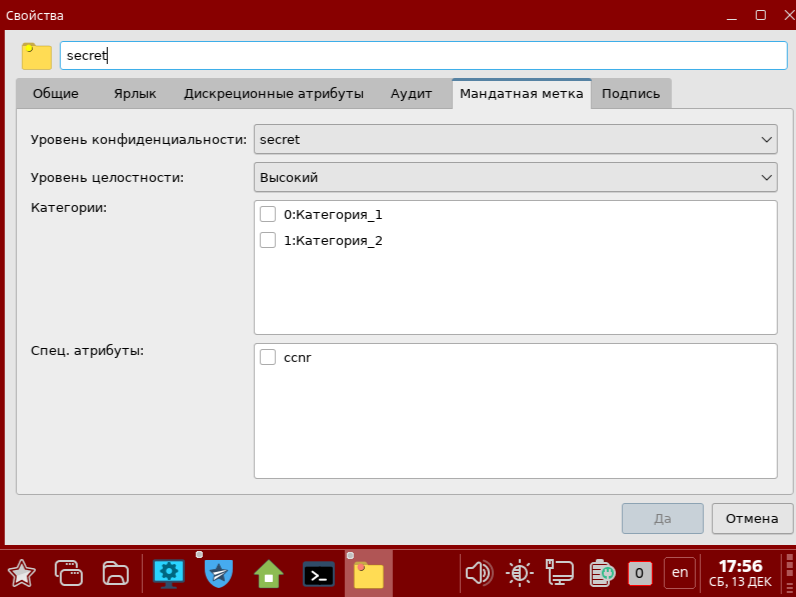 Свойства
secret
Общие Ярлык Дискреционные атрибуты Аудит Мандатная метка Подпись
Уровень конфиденциальности: secret
Уровень целостности: Высокий
Категории:
0:Категория_1
1:Категория_2
Спец. атрибуты:
ccnr
Да Отмена
0 en 17:56
СБ, 13 ДЕК